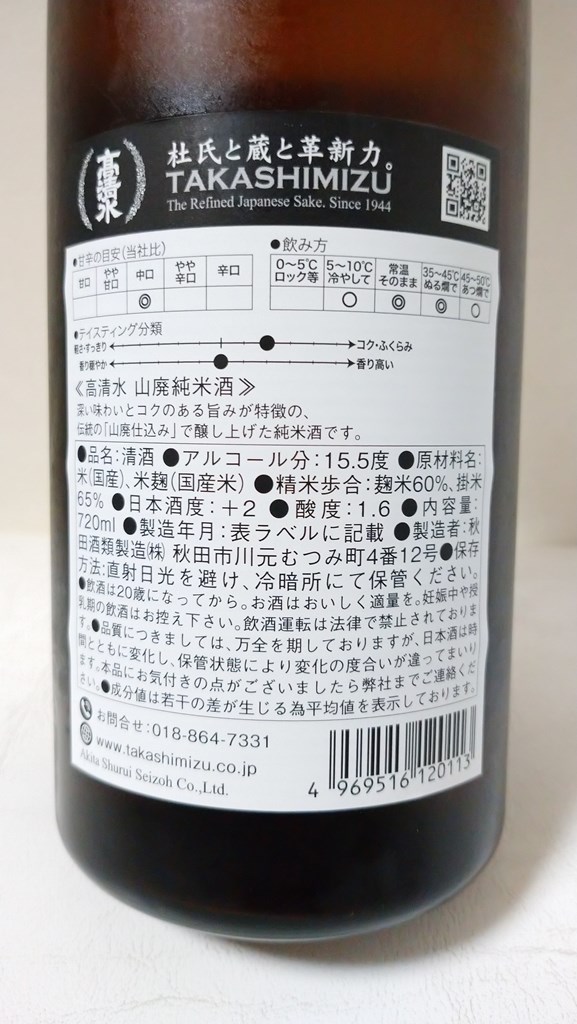 高清水
杜氏と蔵と革新力。
TAKASHIMIZU
The Refined Japanese Sake. Since 1944
●甘辛の目安(当社比)
甘口 やや甘口 中口 やや辛口 辛口
◎
●飲み方
0～5℃ロック等 5～10℃冷やして 常温そのまま 35～45℃ぬる燗で 45～50℃あつ燗で
○ ◎ ◎ ○
●テイスティング分類
軽さ・すっきり コク・ふくらみ
香り穏やか 香り高い
≪高清水 山廃純米酒≫
深い味わいとコクのある旨みが特徴の、
伝統の「山廃仕込み」で醸し上げた純米酒です。
●品名:清酒 ●アルコール分:15.5度 ●原材料名:
米(国産)、米麹(国産米) ●精米歩合:麹米60%、掛米
65% ●日本酒度:+2 ●酸度:1.6 ●内容量:
720ml ●製造年月:表ラベルに記載 ●製造者:秋
田酒類製造㈱ 秋田市川元むつみ町4番12号●保存
方法:直射日光を避け、冷暗所にて保管ください。
●飲酒は20歳になってから。お酒はおいしく適量を。妊娠中や授
乳期の飲酒はお控え下さい。飲酒運転は法律で禁止されておりま
す。●品質につきましては、万全を期しておりますが、日本酒は時
間とともに変化し、保管状態により変化の度合いが違ってまいり
ます。本品にお気付きの点がございましたら弊社までご連絡くだ
さい。●成分値は若干の差が生じる為平均値を表示しております。
お問合せ:018-864-7331
www.takashimizu.co.jp
Akita Shurui Seizoh Co.,Ltd.
4 969516 120113